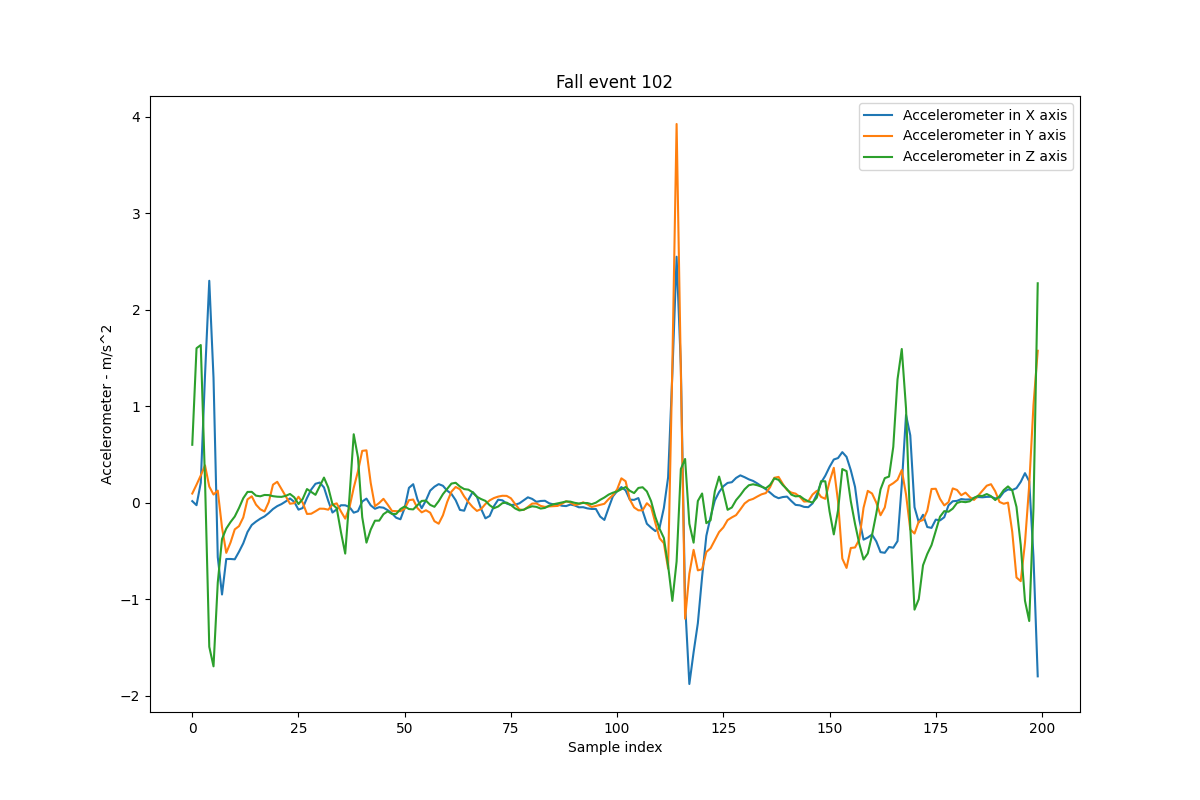 Fall event 102
Accelerometer in X axis
Accelerometer in Y axis
Accelerometer in Z axis
Accelerometer - m/s^2
4
3
2
1
0
−1
−2
0 25 50 75 100 125 150 175 200
Sample index